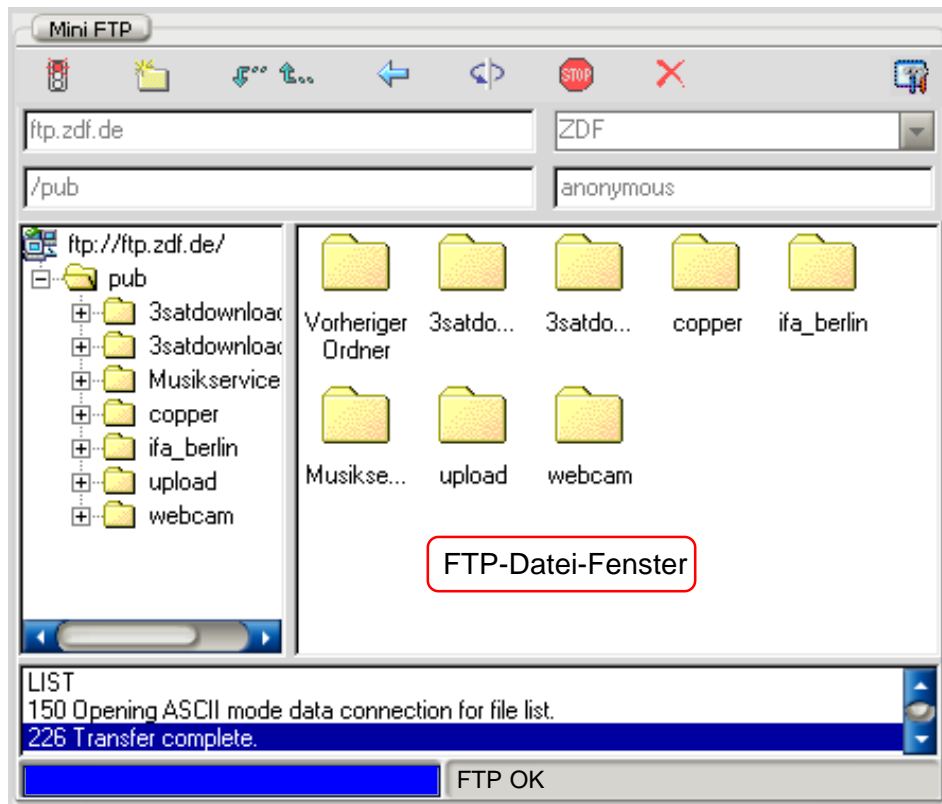 Mini FTP
STOP
ftp.zdf.de
ZDF
/pub
anonymous
ftp://ftp.zdf.de/
pub
3satdownload
3satdownload
Musikservice
copper
ifa_berlin
upload
webcam
Vorheriger Ordner
3satdo...
3satdo...
copper
ifa_berlin
Musikse...
upload
webcam
FTP-Datei-Fenster
LIST
150 Opening ASCII mode data connection for file list.
226 Transfer complete.
FTP OK